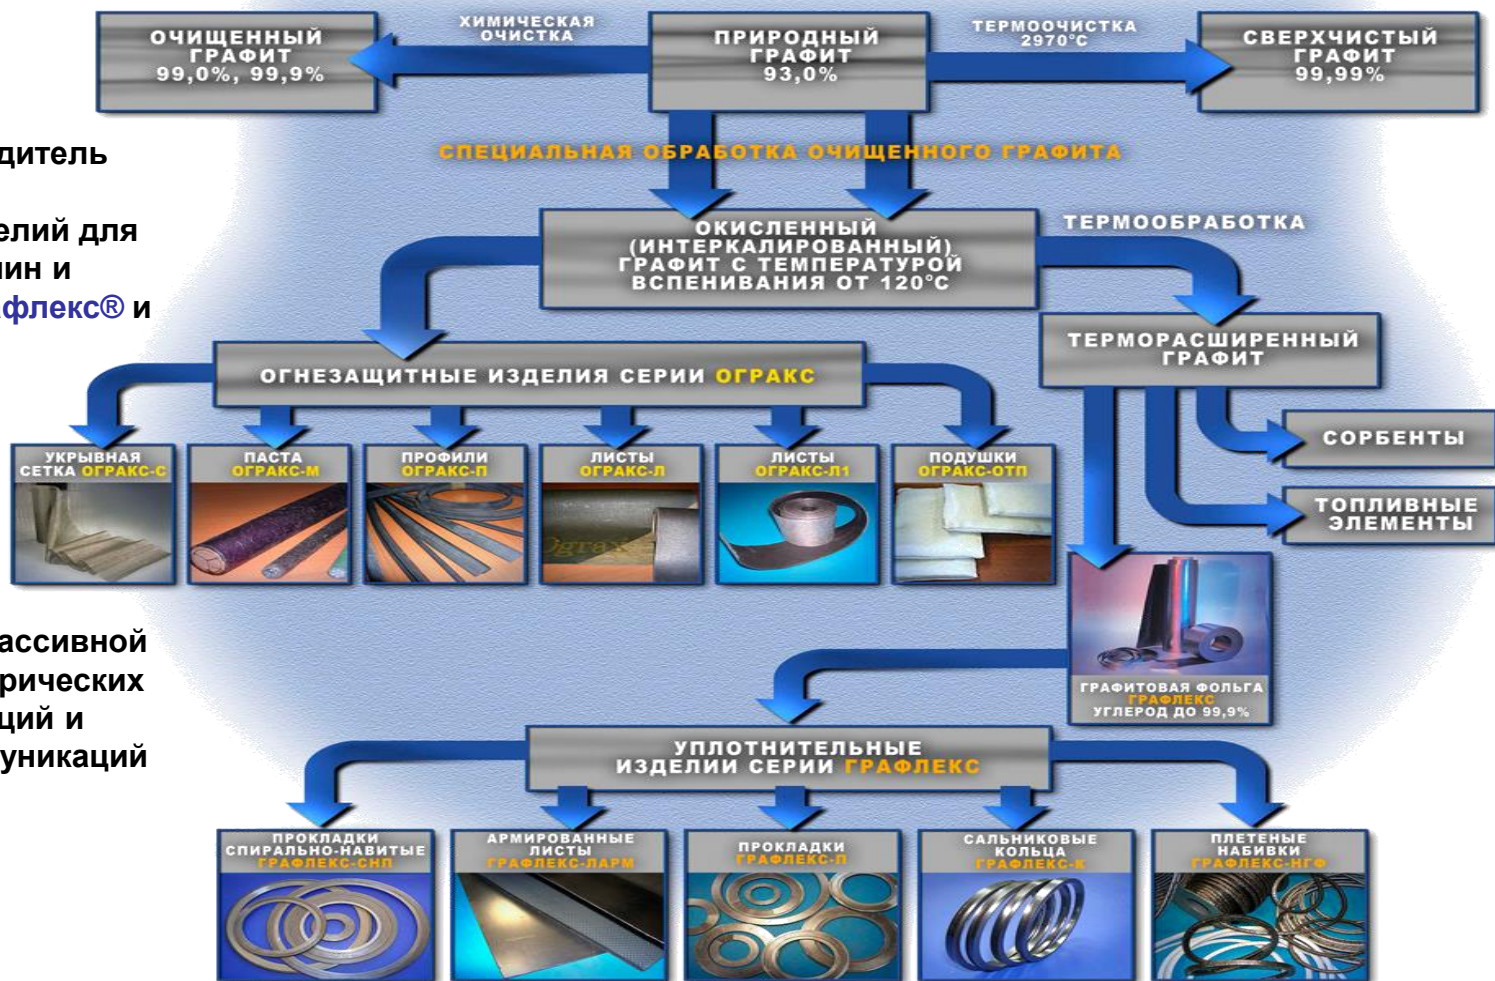 ОЧИЩЕННЫЙ
ГРАФИТ
99,0%, 99,9%
ХИМИЧЕСКАЯ
ОЧИСТКА
ПРИРОДНЫЙ
ГРАФИТ
93,0%
ТЕРМООЧИСТКА
2970°С
СВЕРХЧИСТЫЙ
ГРАФИТ
99,99%
СПЕЦИАЛЬНАЯ ОБРАБОТКА ОЧИЩЕННОГО ГРАФИТА
дитель
елий для
ин и
флекс® и
ОКИСЛЕННЫЙ
(ИНТЕРКАЛИРОВАННЫЙ)
ГРАФИТ С ТЕМПЕРАТУРОЙ
ВСПЕНИВАНИЯ ОТ 120°С
ТЕРМООБРАБОТКА
ТЕРМОРАСШИРЕННЫЙ
ГРАФИТ
ОГНЕЗАЩИТНЫЕ ИЗДЕЛИЯ СЕРИИ ОГРАКС
СОРБЕНТЫ
ТОПЛИВНЫЕ
ЭЛЕМЕНТЫ
УКРЫВНАЯ
СЕТКА ОГРАКС-С
ПАСТА
ОГРАКС-М
ПРОФИЛИ
ОГРАКС-П
ЛИСТЫ
ОГРАКС-Л
Ograx
ЛИСТЫ
ОГРАКС-Л1
ПОДУШКИ
ОГРАКС-ОТП
ассивной
рических
ций и
уникаций
ГРАФИТОВАЯ ФОЛЬГА
ГРАФЛЕКС
УГЛЕРОД ДО 99,9%
УПЛОТНИТЕЛЬНЫЕ
ИЗДЕЛИИ СЕРИИ ГРАФЛЕКС
ПРОКЛАДКИ
СПИРАЛЬНО-НАВИТЫЕ
ГРАФЛЕКС-СНП
АРМИРОВАННЫЕ
ЛИСТЫ
ГРАФЛЕКС-ЛАРМ
ПРОКЛАДКИ
ГРАФЛЕКС-П
САЛЬНИКОВЫЕ
КОЛЬЦА
ГРАФЛЕКС-К
ПЛЕТЕНЫЕ
НАБИВКИ
ГРАФЛЕКС-НГФ